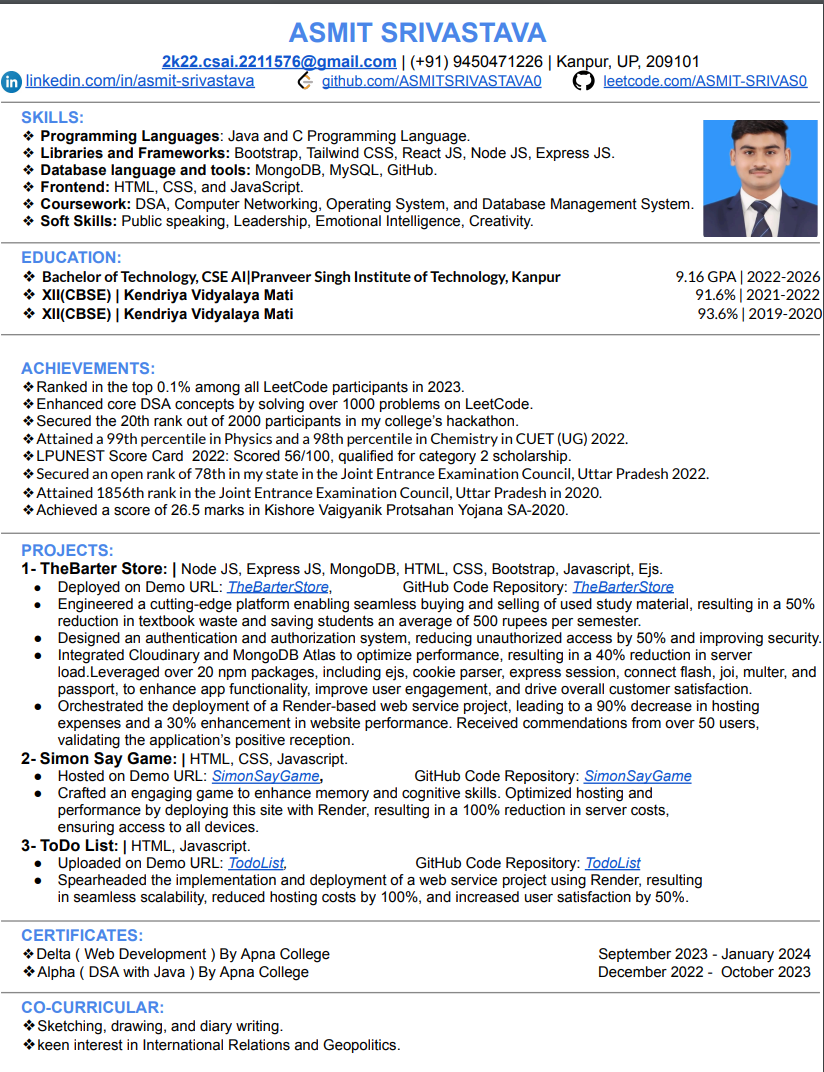 ASMIT SRIVASTAVA
2k22.csai.2211576@gmail.com | (+91) 9450471226 | Kanpur, UP, 209101
linkedin.com/in/asmit-srivastava github.com/ASMITSRIVASTAVA0 leetcode.com/ASMIT-SRIVAS0
SKILLS:
❖ Programming Languages: Java and C Programming Language.
❖ Libraries and Frameworks: Bootstrap, Tailwind CSS, React JS, Node JS, Express JS.
❖ Database language and tools: MongoDB, MySQL, GitHub.
❖ Frontend: HTML, CSS, and JavaScript.
❖ Coursework: DSA, Computer Networking, Operating System, and Database Management System.
❖ Soft Skills: Public speaking, Leadership, Emotional Intelligence, Creativity.
EDUCATION:
❖ Bachelor of Technology, CSE AI|Pranveer Singh Institute of Technology, Kanpur 9.16 GPA | 2022-2026
❖ XII(CBSE) | Kendriya Vidyalaya Mati 91.6% | 2021-2022
❖ XII(CBSE) | Kendriya Vidyalaya Mati 93.6% | 2019-2020
ACHIEVEMENTS:
❖Ranked in the top 0.1% among all LeetCode participants in 2023.
❖Enhanced core DSA concepts by solving over 1000 problems on LeetCode.
❖Secured the 20th rank out of 2000 participants in my college's hackathon.
❖Attained a 99th percentile in Physics and a 98th percentile in Chemistry in CUET (UG) 2022.
❖LPUNEST Score Card 2022: Scored 56/100, qualified for category 2 scholarship.
❖Secured an open rank of 78th in my state in the Joint Entrance Examination Council, Uttar Pradesh 2022.
❖Attained 1856th rank in the Joint Entrance Examination Council, Uttar Pradesh in 2020.
❖Achieved a score of 26.5 marks in Kishore Vaigyanik Protsahan Yojana SA-2020.
PROJECTS:
1- TheBarter Store: | Node JS, Express JS, MongoDB, HTML, CSS, Bootstrap, Javascript, Ejs.
● Deployed on Demo URL: TheBarterStore, GitHub Code Repository: TheBarterStore
● Engineered a cutting-edge platform enabling seamless buying and selling of used study material, resulting in a 50%
reduction in textbook waste and saving students an average of 500 rupees per semester.
● Designed an authentication and authorization system, reducing unauthorized access by 50% and improving security.
● Integrated Cloudinary and MongoDB Atlas to optimize performance, resulting in a 40% reduction in server
load.Leveraged over 20 npm packages, including ejs, cookie parser, express session, connect flash, joi, multer, and
passport, to enhance app functionality, improve user engagement, and drive overall customer satisfaction.
● Orchestrated the deployment of a Render-based web service project, leading to a 90% decrease in hosting
expenses and a 30% enhancement in website performance. Received commendations from over 50 users,
validating the application's positive reception.
2- Simon Say Game: | HTML, CSS, Javascript.
● Hosted on Demo URL: SimonSayGame, GitHub Code Repository: SimonSayGame
● Crafted an engaging game to enhance memory and cognitive skills. Optimized hosting and
performance by deploying this site with Render, resulting in a 100% reduction in server costs,
ensuring access to all devices.
3- ToDo List: | HTML, Javascript.
● Uploaded on Demo URL: TodoList, GitHub Code Repository: TodoList
● Spearheaded the implementation and deployment of a web service project using Render, resulting
in seamless scalability, reduced hosting costs by 100%, and increased user satisfaction by 50%.
CERTIFICATES:
❖Delta ( Web Development ) By Apna College September 2023 - January 2024
❖Alpha ( DSA with Java ) By Apna College December 2022 - October 2023
CO-CURRICULAR:
❖Sketching, drawing, and diary writing.
❖keen interest in International Relations and Geopolitics.